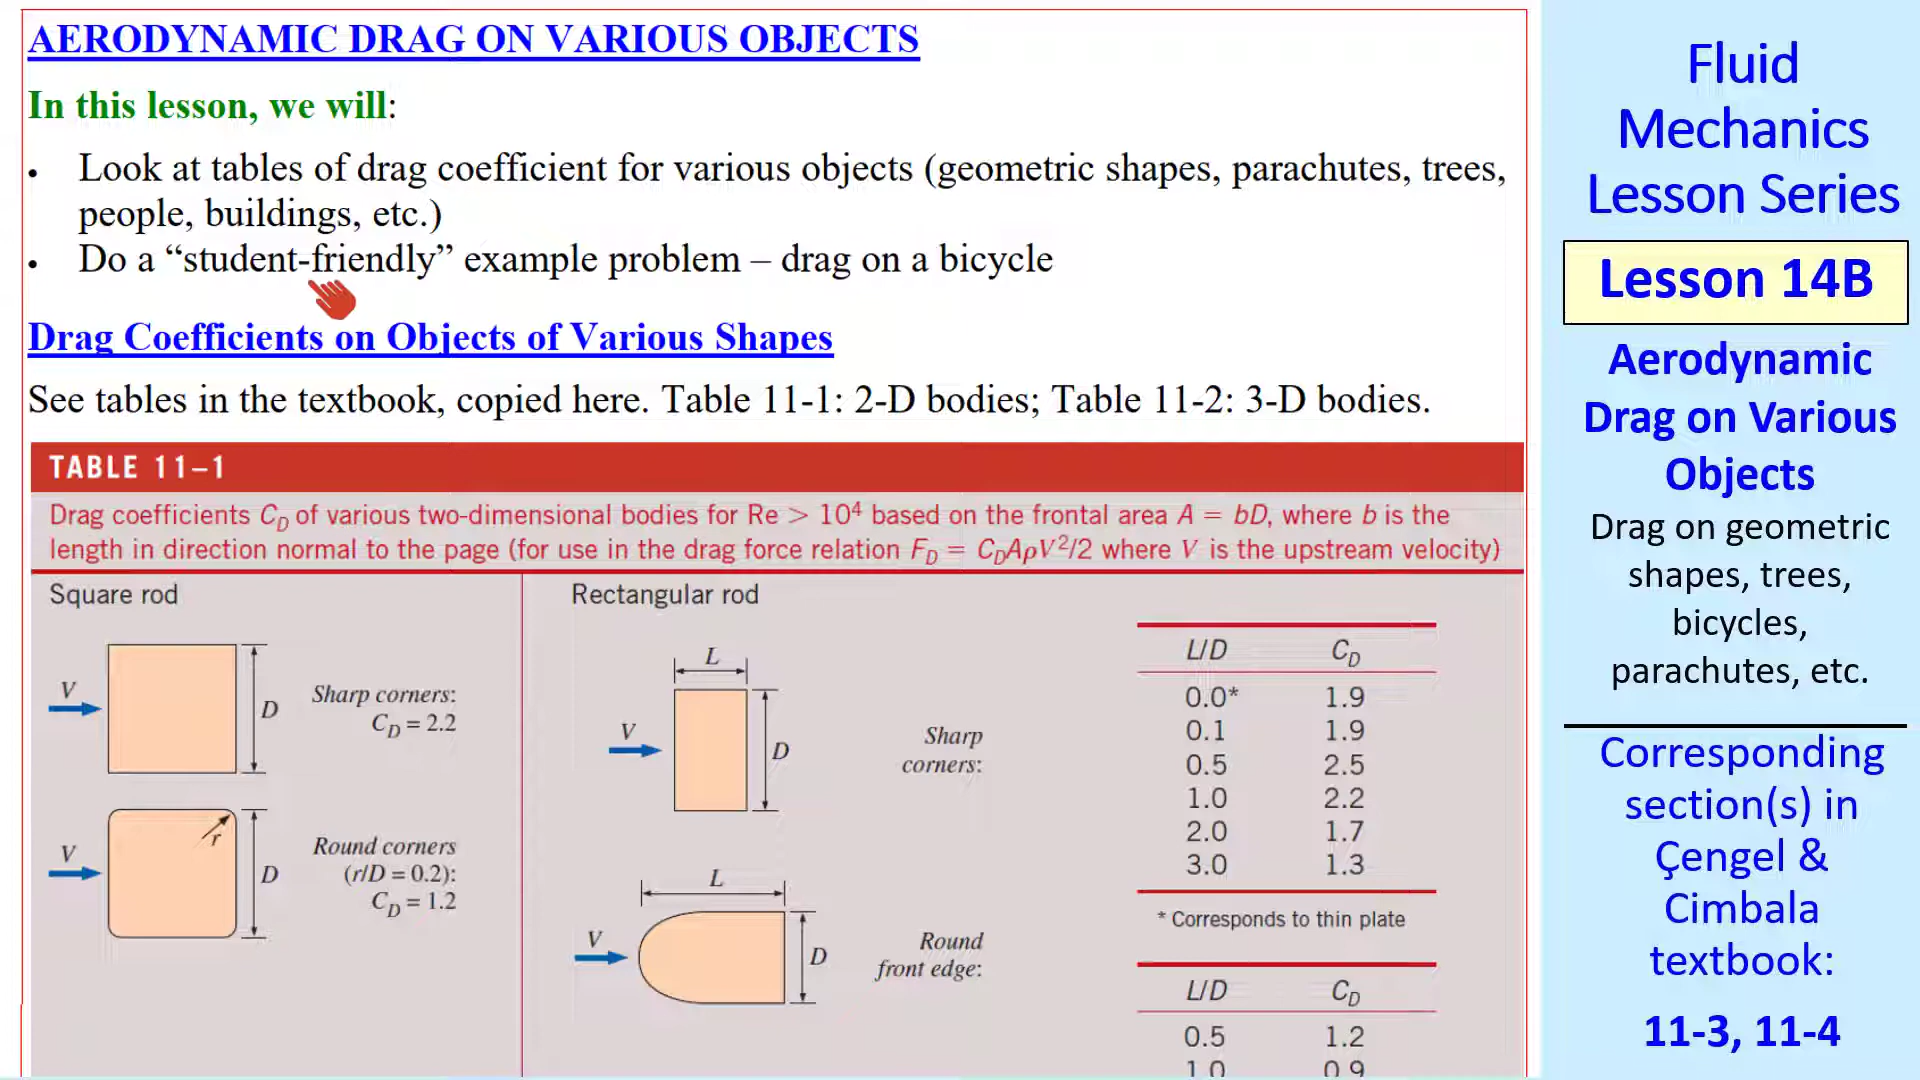 AERODYNAMIC DRAG ON VARIOUS OBJECTS
In this lesson, we will:
• Look at tables of drag coefficient for various objects (geometric shapes, parachutes, trees,
people, buildings, etc.)
• Do a “student-friendly” example problem – drag on a bicycle
Drag Coefficients on Objects of Various Shapes
See tables in the textbook, copied here. Table 11-1: 2-D bodies; Table 11-2: 3-D bodies.
TABLE 11–1
Drag coefficients C_D of various two-dimensional bodies for Re > 10⁴ based on the frontal area A = bD, where b is the
length in direction normal to the page (for use in the drag force relation F_D = C_DAρV²/2 where V is the upstream velocity)
Square rod
V
D
Sharp corners:
C_D = 2.2
V
r
D
Round corners
(r/D = 0.2):
C_D = 1.2
Rectangular rod
L
V
D
Sharp
corners:
L/D C_D
0.0* 1.9
0.1 1.9
0.5 2.5
1.0 2.2
2.0 1.7
3.0 1.3
* Corresponds to thin plate
L
V
D
Round
front edge:
L/D C_D
0.5 1.2
1.0 0.9
Fluid
Mechanics
Lesson Series
Lesson 14B
Aerodynamic
Drag on Various
Objects
Drag on geometric
shapes, trees,
bicycles,
parachutes, etc.
Corresponding
section(s) in
Çengel &
Cimbala
textbook:
11-3, 11-4